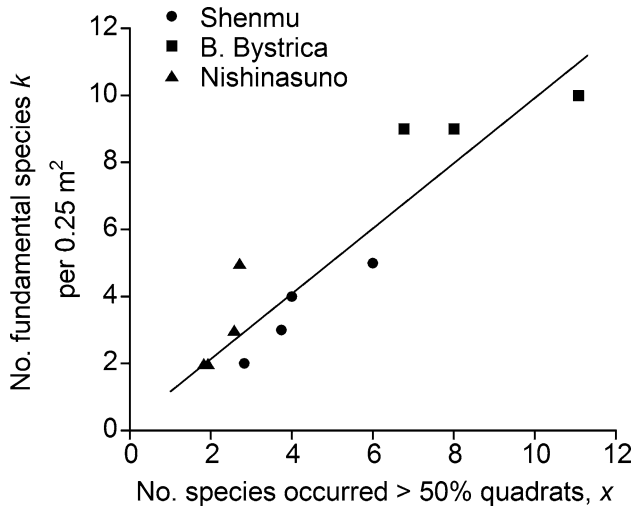 Shenmu
B. Bystrica
Nishinasuno
No. fundamental species k
per 0.25 m²
12
10
8
6
4
2
0
0 2 4 6 8 10 12
No. species occurred > 50% quadrats, x